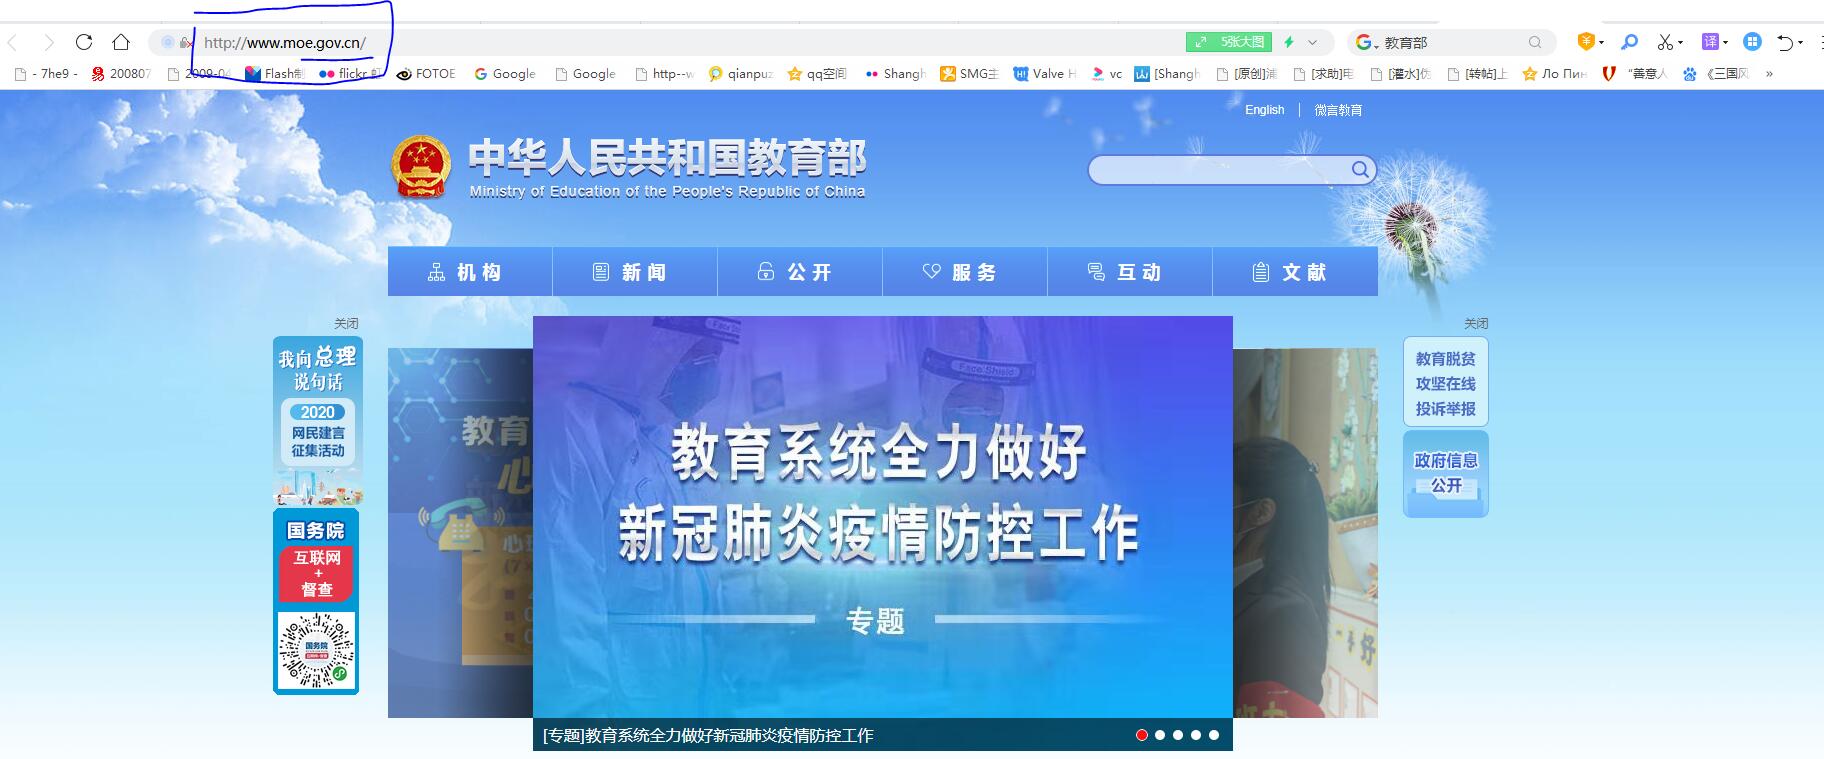 http://www.moe.gov.cn/
5张大图
教育部
- 7he9 -
200807
2009-04
Flash制
flickr
FOTOE
Google
Google
http--w
qianpuz
qq空间
Shangh
SMG主
Valve H
vc
[Shangh
[原创]浦
[求助]电
[灌水]仿
[转帖]上
Ло Пин
“善意人
《三国风
»
English
微言教育
中华人民共和国教育部
Ministry of Education of the People's Republic of China
机构
新闻
公开
服务
互动
文献
关闭
关闭
我向总理
说句话
2020
网民建言
征集活动
国务院
互联网
+
督查
国务院
教育
心
心理
(7×
Face Shield
Face Shield
教育系统全力做好
新冠肺炎疫情防控工作
专题
[专题]教育系统全力做好新冠肺炎疫情防控工作
教育脱贫
攻坚在线
投诉举报
政府信息
公开